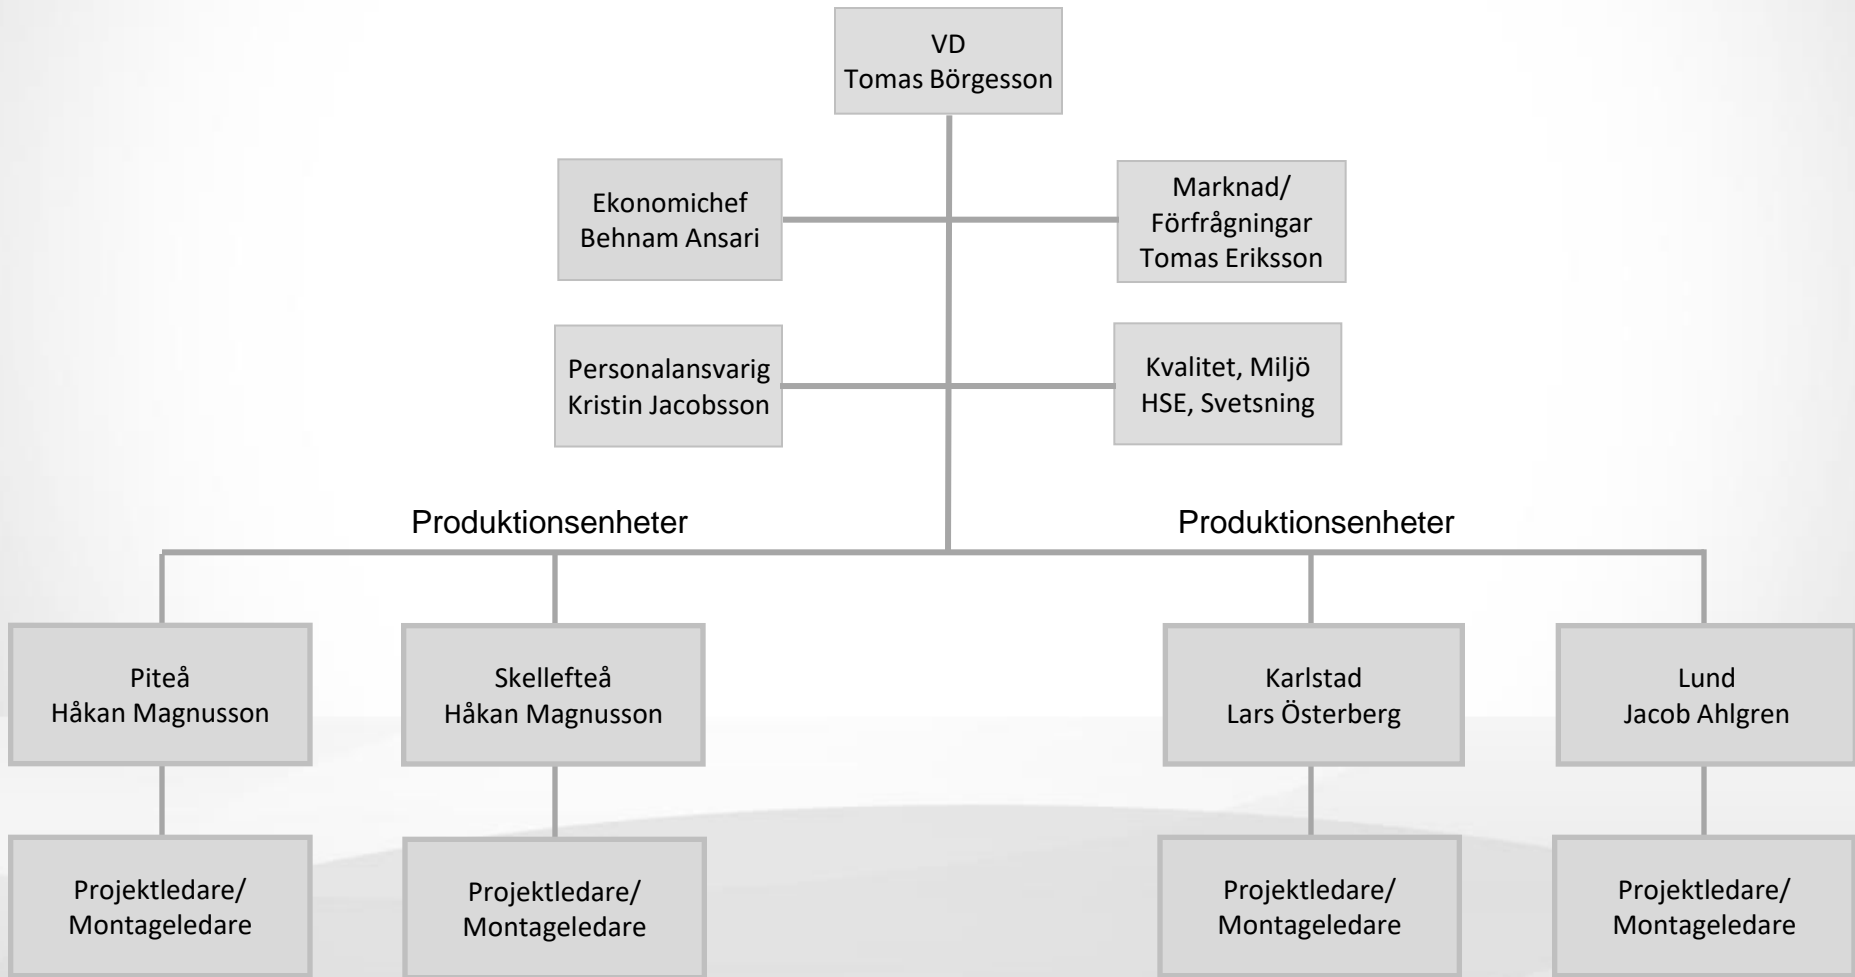 VD
Tomas Börgesson
Ekonomichef
Behnam Ansari
Marknad/
Förfrågningar
Tomas Eriksson
Personalansvarig
Kristin Jacobsson
Kvalitet, Miljö
HSE, Svetsning
Produktionsenheter
Produktionsenheter
Piteå
Håkan Magnusson
Skellefteå
Håkan Magnusson
Karlstad
Lars Österberg
Lund
Jacob Ahlgren
Projektledare/
Montageledare
Projektledare/
Montageledare
Projektledare/
Montageledare
Projektledare/
Montageledare